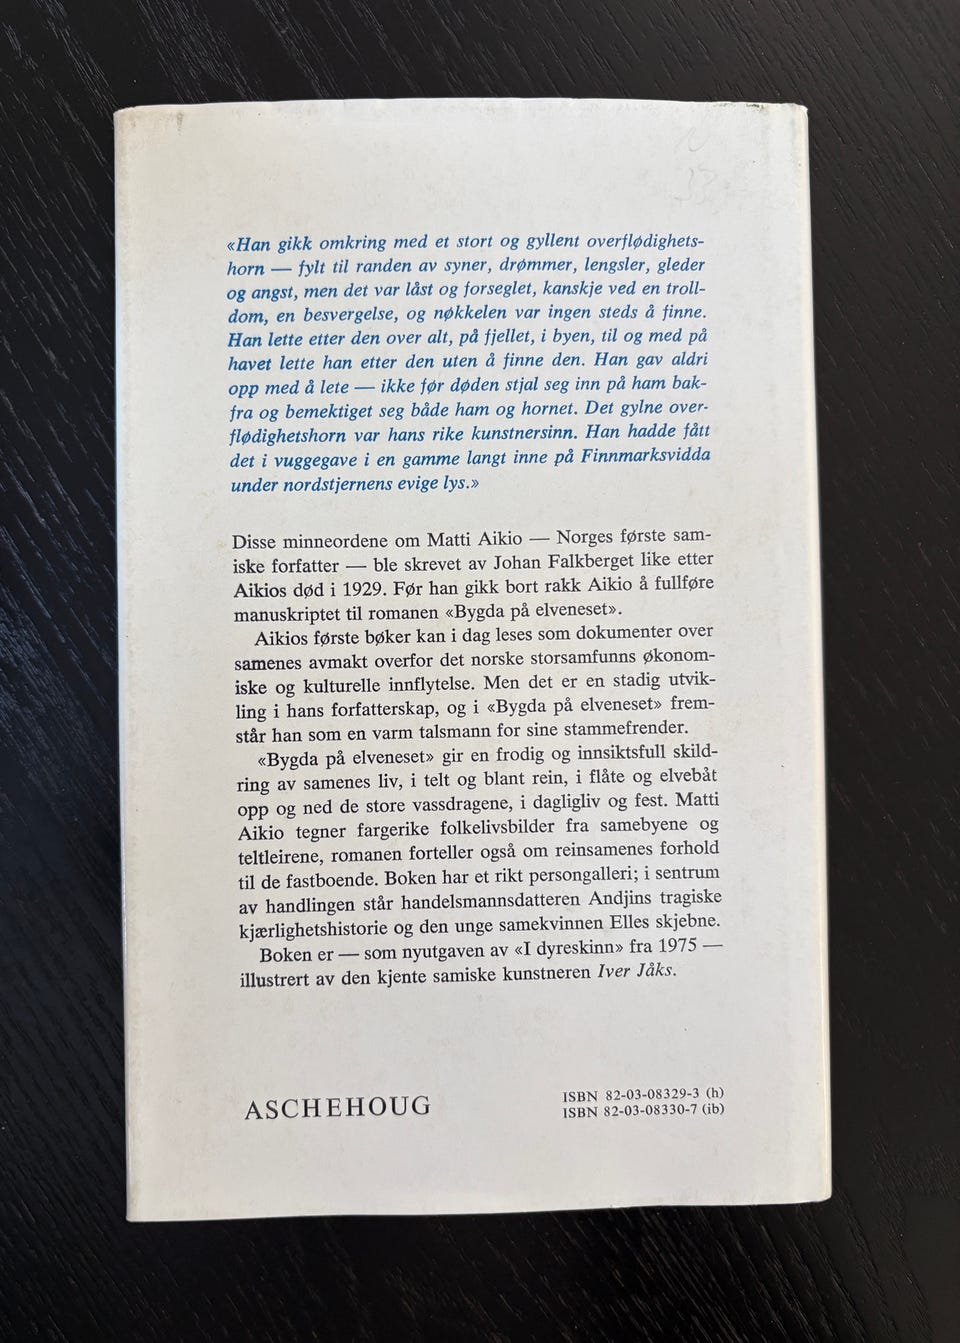 «Han gikk omkring med et stort og gyllent overflødighets-
horn — fylt til randen av syner, drømmer, lengsler, gleder
og angst, men det var låst og forseglet, kanskje ved en troll-
dom, en besvergelse, og nøkkelen var ingen steds å finne.
Han lette etter den over alt, på fjellet, i byen, til og med på
havet lette han etter den uten å finne den. Han gav aldri
opp med å lete — ikke før døden stjal seg inn på ham bak-
fra og bemektiget seg både ham og hornet. Det gylne over-
flødighetshorn var hans rike kunstnersinn. Han hadde fått
det i vuggegave i en gamme langt inne på Finnmarksvidda
under nordstjernens evige lys.»
Disse minneordene om Matti Aikio — Norges første sam-
iske forfatter — ble skrevet av Johan Falkberget like etter
Aikios død i 1929. Før han gikk bort rakk Aikio å fullføre
manuskriptet til romanen «Bygda på elveneset».
Aikios første bøker kan i dag leses som dokumenter over
samenes avmakt overfor det norske storsamfunns økonom-
iske og kulturelle innflytelse. Men det er en stadig utvik-
ling i hans forfatterskap, og i «Bygda på elveneset» frem-
står han som en varm talsmann for sine stammefrender.
«Bygda på elveneset» gir en frodig og innsiktsfull skild-
ring av samenes liv, i telt og blant rein, i flåte og elvebåt
opp og ned de store vassdragene, i dagligliv og fest. Matti
Aikio tegner fargerike folkelivsbilder fra samebyene og
teltleirene, romanen forteller også om reinsamenes forhold
til de fastboende. Boken har et rikt persongalleri; i sentrum
av handlingen står handelsmannsdatteren Andjins tragiske
kjærlighetshistorie og den unge samekvinnen Elles skjebne.
Boken er — som nyutgaven av «I dyreskinn» fra 1975 —
illustrert av den kjente samiske kunstneren Iver Jåks.
ASCHEHOUG
ISBN 82-03-08329-3 (h)
ISBN 82-03-08330-7 (ib)